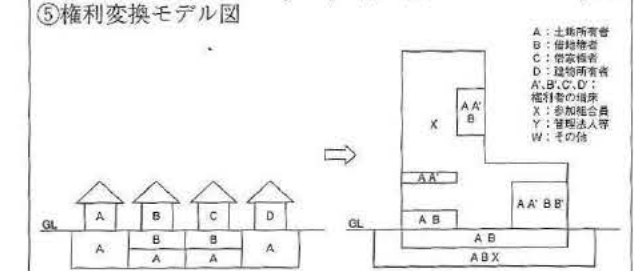 ⑤権利変換モデル図
A：土地所有者
B：借地権者
C：借家権者
D：建物所有者
A'、B'、C'、D'：
権利者の増床
X：参加組合員
Y：管理法人等
W：その他
A A'
B
X
A A'
A B
A A' B B'
GL
A B
A B X
A B C D
GL
A B B A
A A